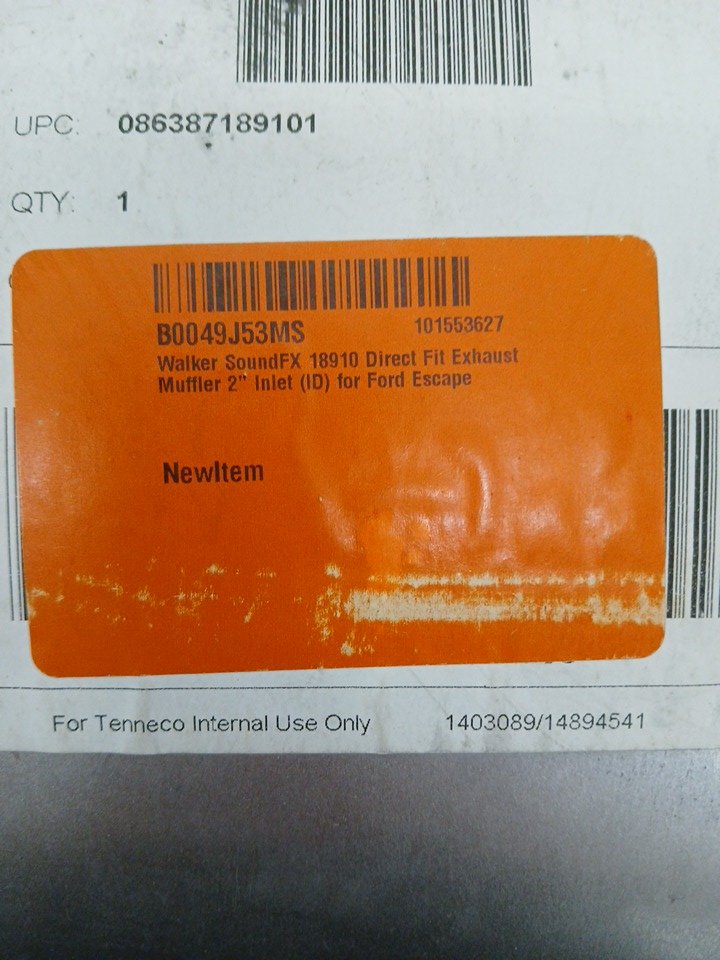 UPC: 086387189101
QTY: 1
B0049J53MS 101553627
Walker SoundFX 18910 Direct Fit Exhaust
Muffler 2" Inlet (ID) for Ford Escape
NewItem
For Tenneco Internal Use Only 1403089/14894541